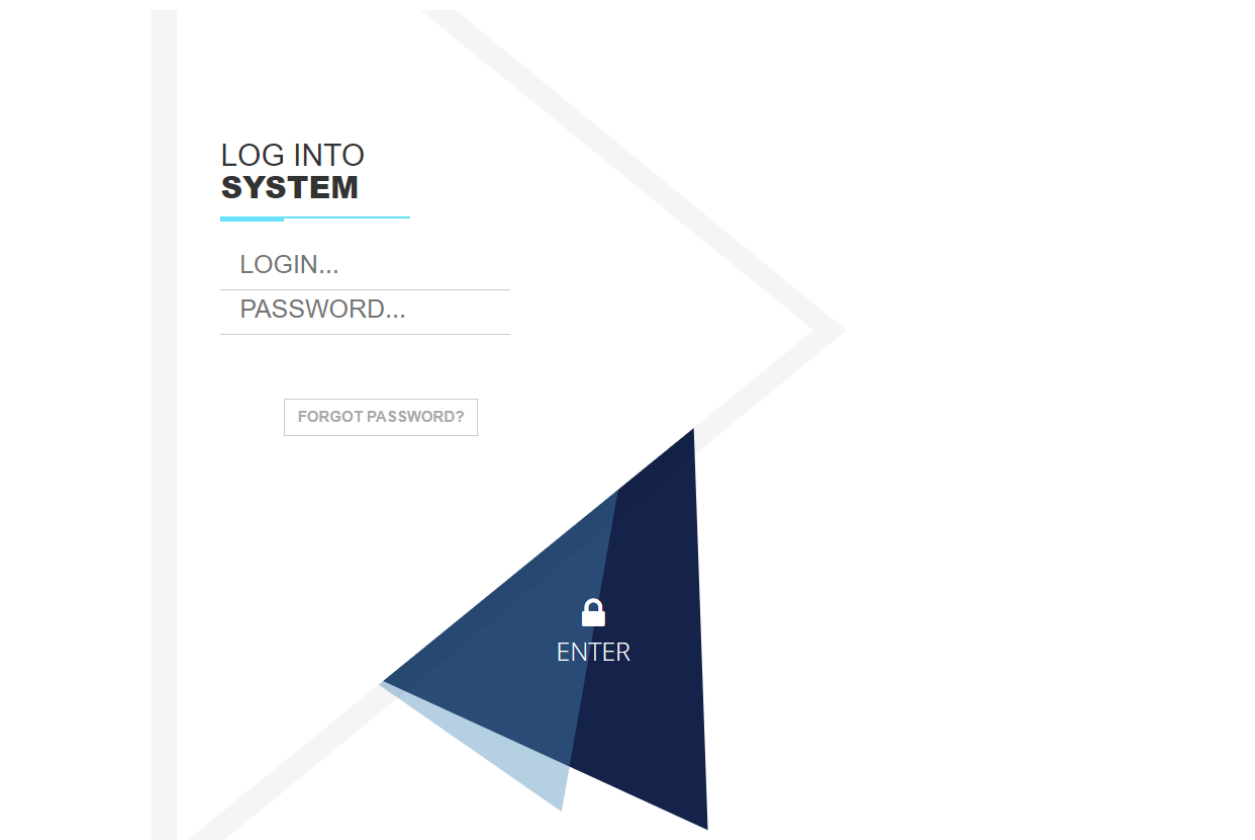 LOG INTO
SYSTEM
LOGIN...
PASSWORD...
FORGOT PASSWORD?
ENTER